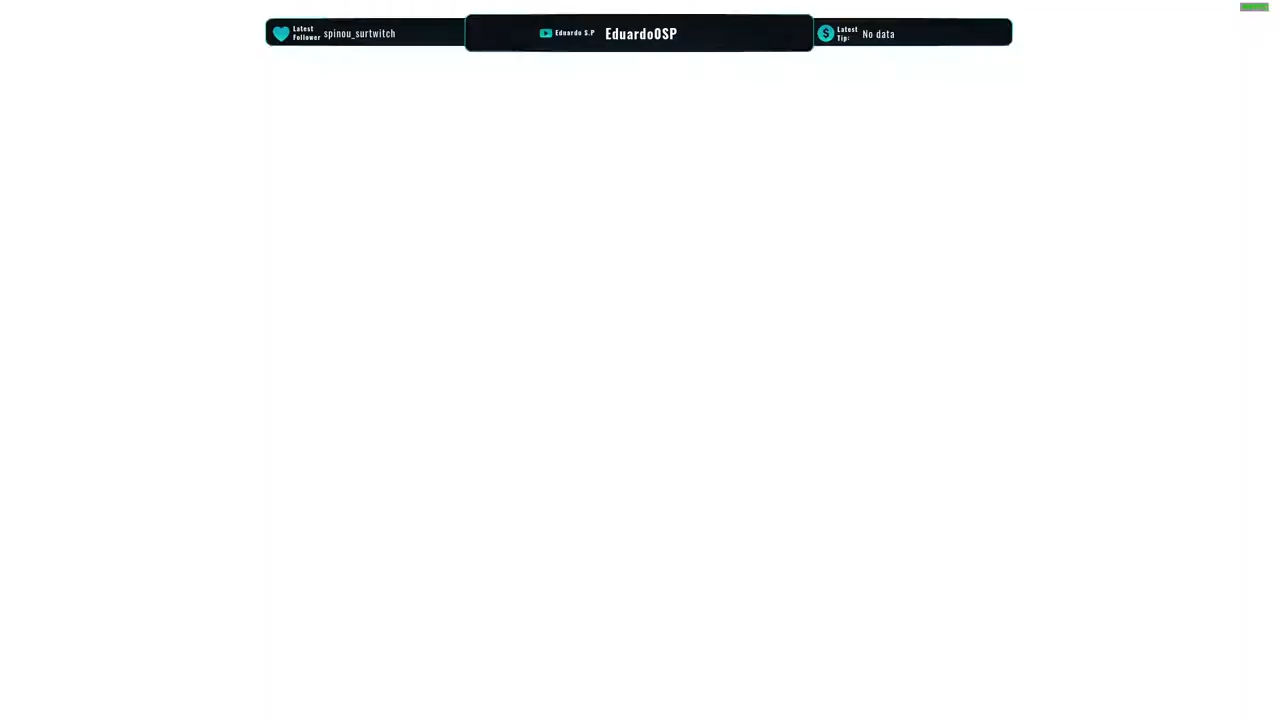 Latest
Follower
spinou_surtwitch
Eduardo S.P
EduardoOSP
Latest
Tip:
No data